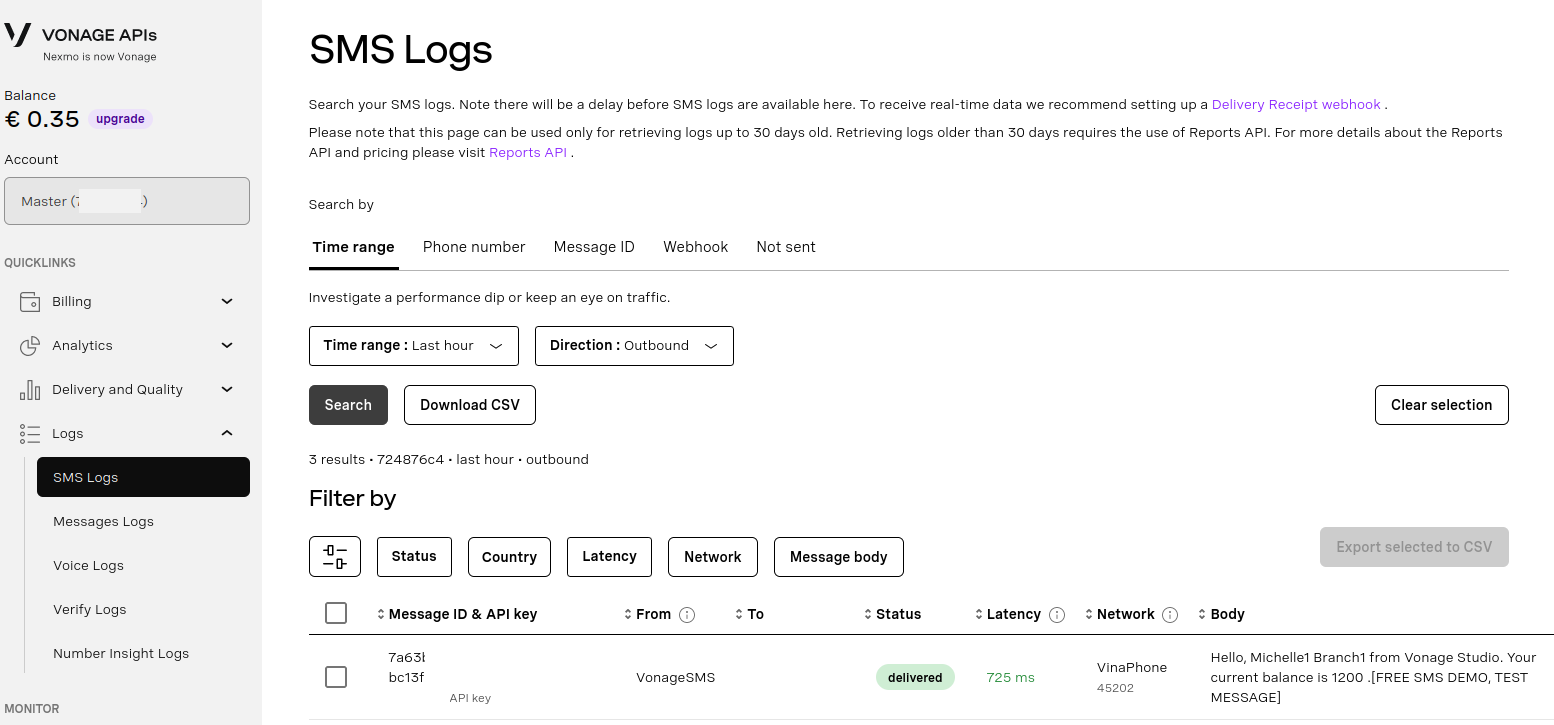 VONAGE APIs
Nexmo is now Vonage
Balance
€ 0.35 upgrade
Account
Master (
QUICKLINKS
Billing
Analytics
Delivery and Quality
Logs
SMS Logs
Messages Logs
Voice Logs
Verify Logs
Number Insight Logs
MONITOR
SMS Logs
Search your SMS logs. Note there will be a delay before SMS logs are available here. To receive real-time data we recommend setting up a Delivery Receipt webhook .
Please note that this page can be used only for retrieving logs up to 30 days old. Retrieving logs older than 30 days requires the use of Reports API. For more details about the Reports
API and pricing please visit Reports API .
Search by
Time range Phone number Message ID Webhook Not sent
Investigate a performance dip or keep an eye on traffic.
Time range : Last hour Direction : Outbound
Search Download CSV Clear selection
3 results • 724876c4 • last hour • outbound
Filter by
Status Country Latency Network Message body Export selected to CSV
Message ID & API key From To Status Latency Network Body
7a63b
bc13f
API key
VonageSMS
delivered
725 ms
VinaPhone
45202
Hello, Michelle1 Branch1 from Vonage Studio. Your
current balance is 1200 .[FREE SMS DEMO, TEST
MESSAGE]